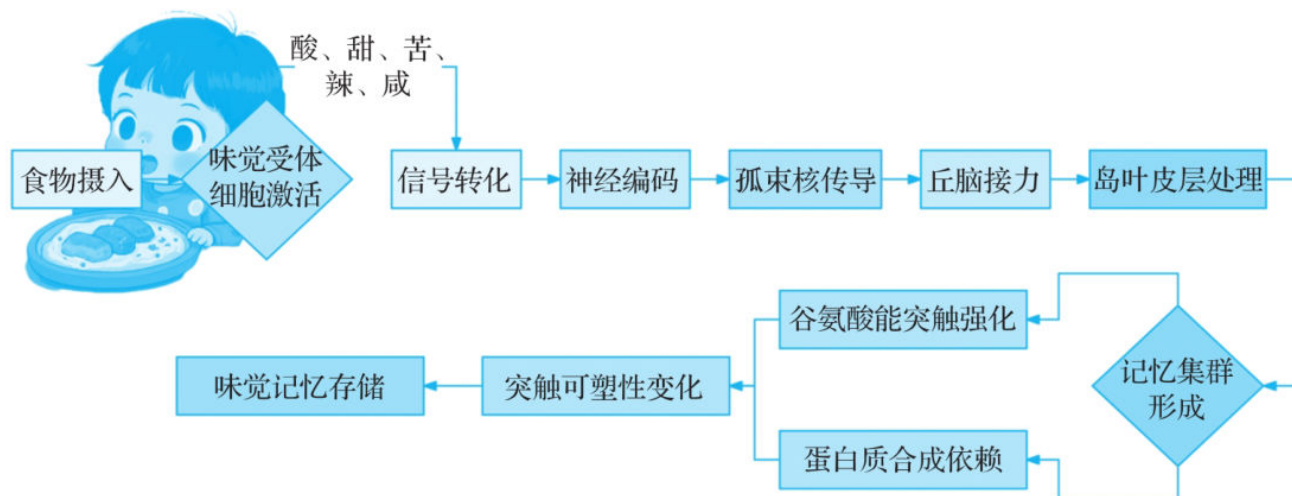 酸、甜、苦、
辣、咸
食物摄入
味觉受体
细胞激活
信号转化
神经编码
孤束核传导
丘脑接力
岛叶皮层处理
谷氨酸能突触强化
味觉记忆存储
突触可塑性变化
记忆集群
形成
蛋白质合成依赖